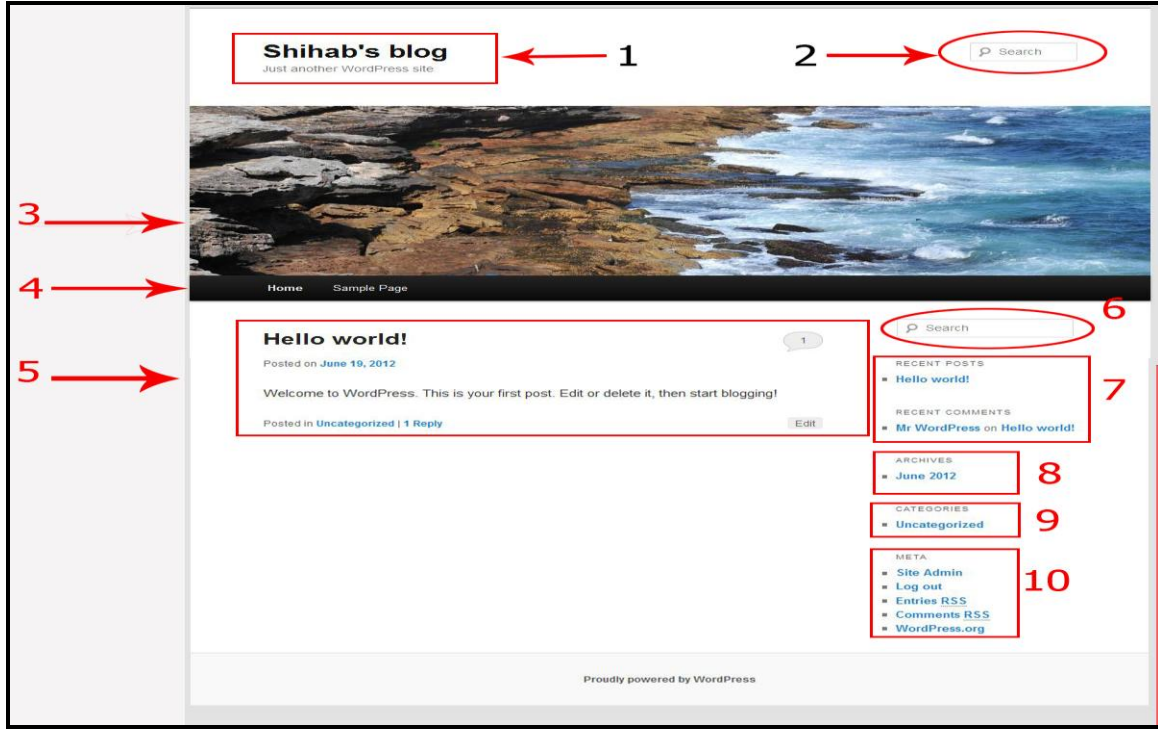 Shihab's blog
Just another WordPress site
1
2
Search
3
4
Home Sample Page
5
Hello world!
1
Posted on June 19, 2012
Welcome to WordPress. This is your first post. Edit or delete it, then start blogging!
Posted in Uncategorized | 1 Reply
Edit
6
Search
7
RECENT POSTS
Hello world!
RECENT COMMENTS
Mr WordPress on Hello world!
8
ARCHIVES
June 2012
9
CATEGORIES
Uncategorized
10
META
Site Admin
Log out
Entries RSS
Comments RSS
WordPress.org
Proudly powered by WordPress